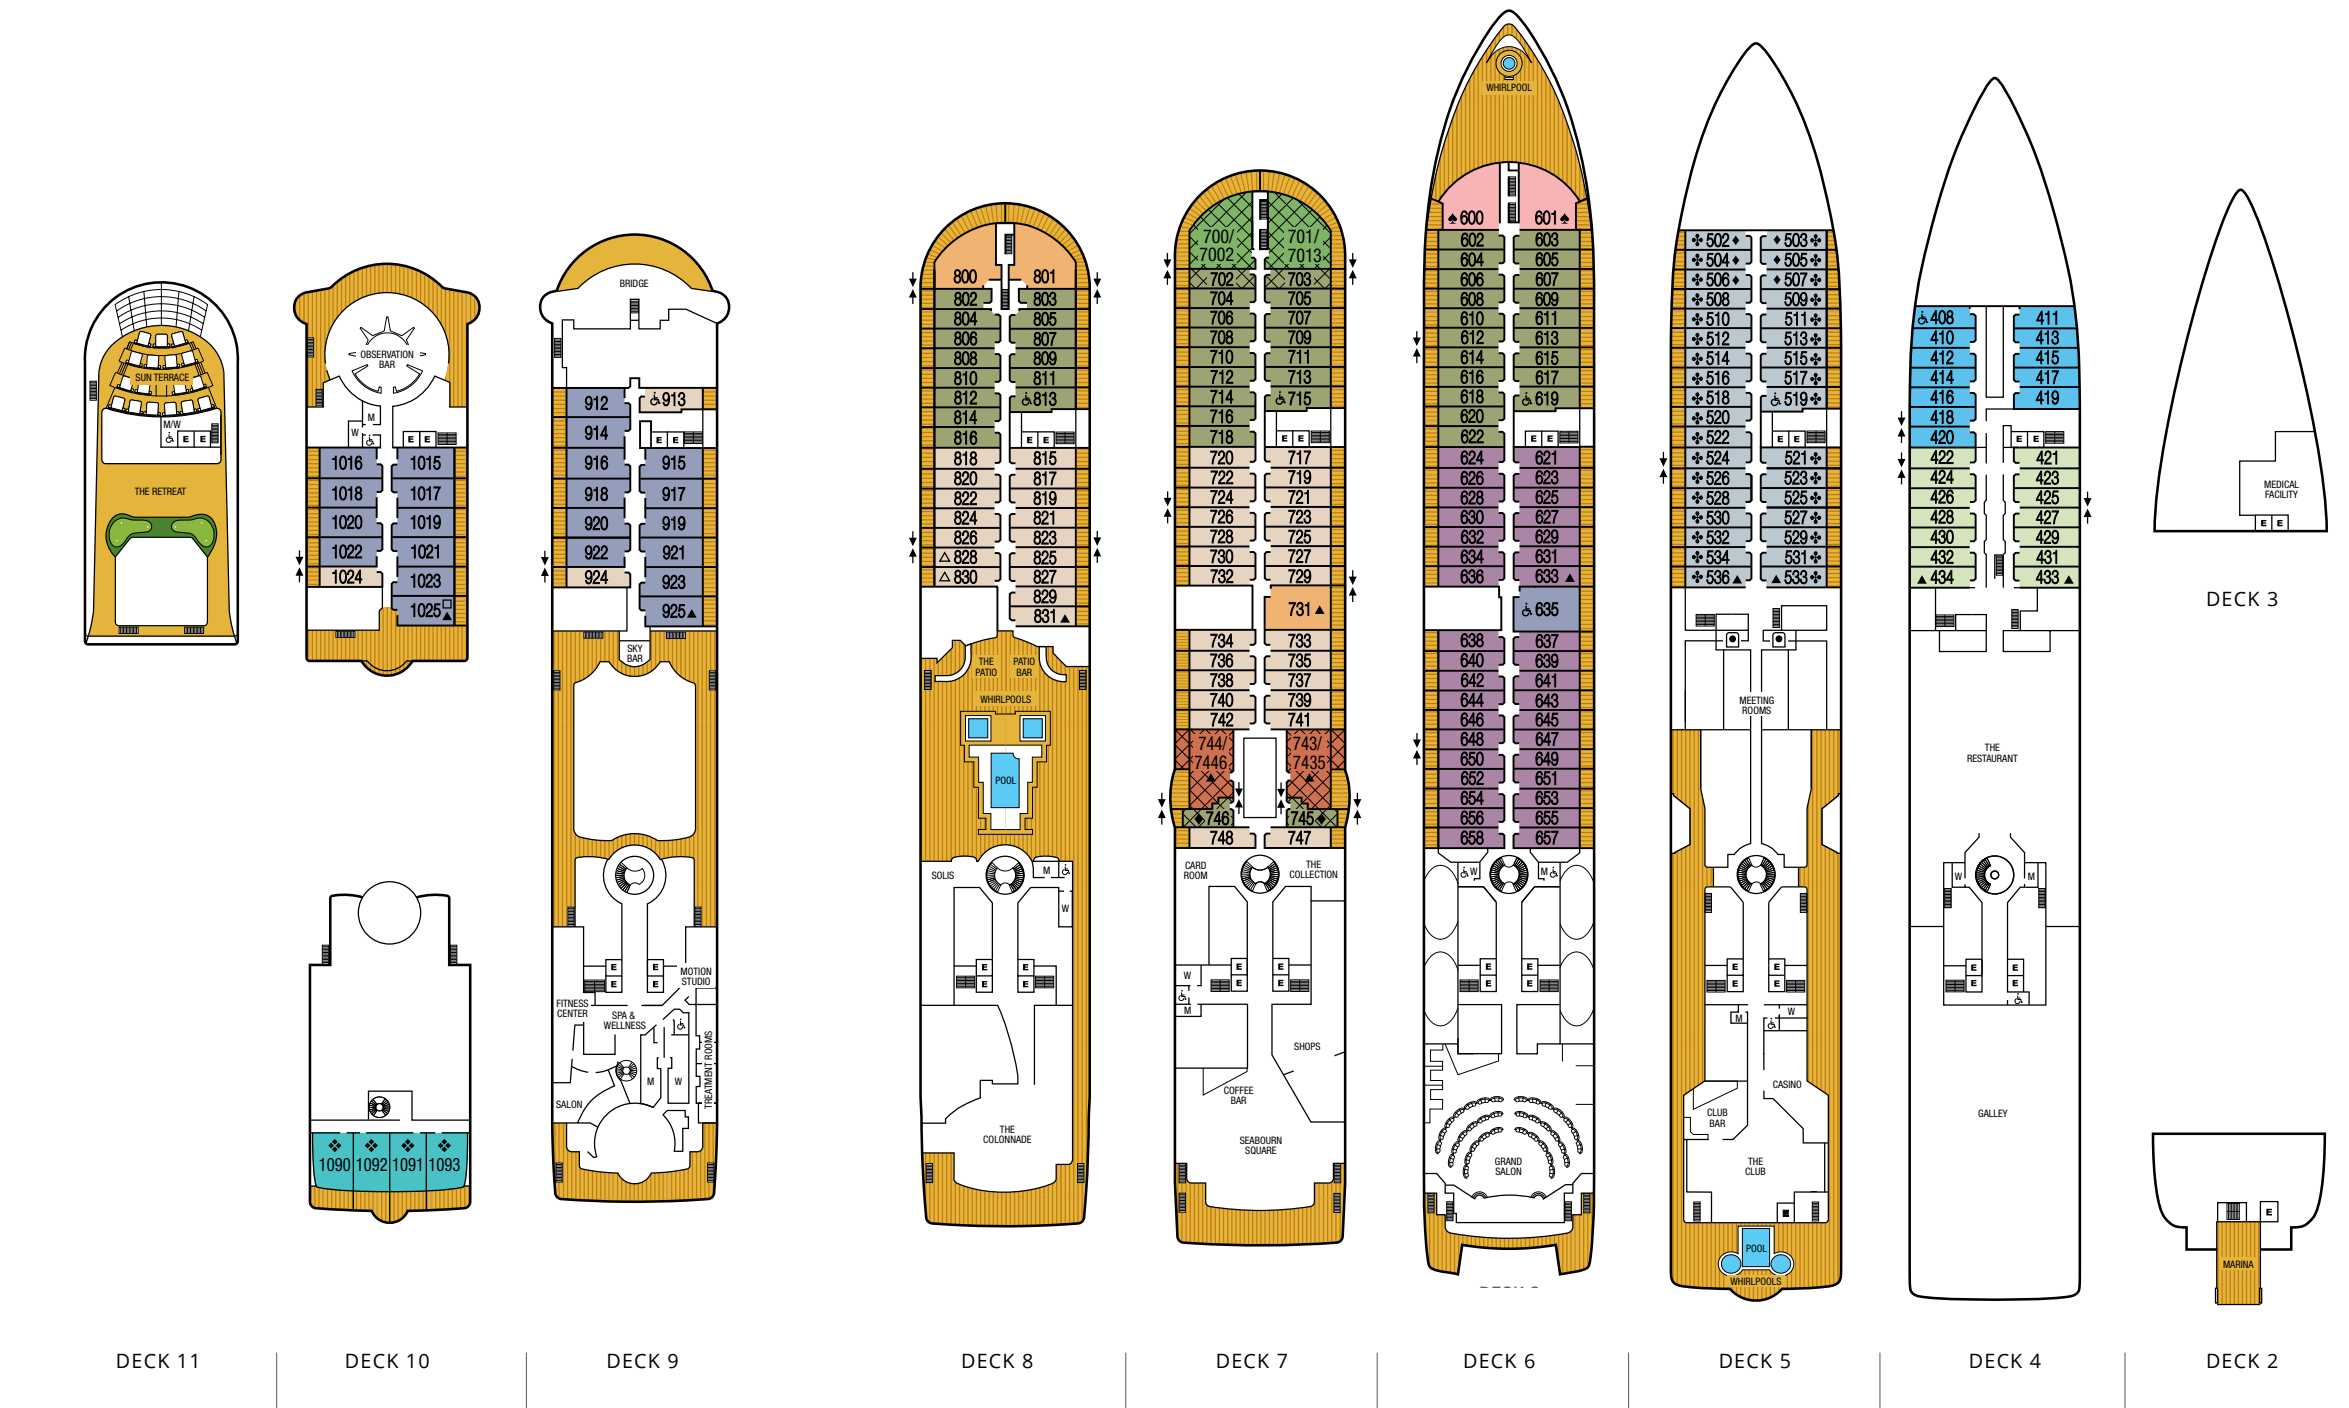 SUN TERRACE
M/W
E E
THE RETREAT
DECK 11
OBSERVATION
BAR
M
W
E E
1016 1015
1018 1017
1020 1019
1022 1021
1024 1023
1025
1090 1092 1091 1093
DECK 10
BRIDGE
912 913
914
E E
916 915
918 917
920 919
922 921
924 923
925
SKY
BAR
E E
E E
MOTION
STUDIO
FITNESS
CENTER
SPA &
WELLNESS
TREATMENT ROOMS
M W
SALON
DECK 9
800 801
802 803
804 805
806 807
808 809
810 811
812 813
814
816 E E
818 815
820 817
822 819
824 821
826 823
828 825
830 827
829
831
THE
PATIO
PATIO
BAR
WHIRLPOOLS
POOL
SOLIS
M
W
E E
E E
THE
COLONNADE
DECK 8
700/
7002
701/
7013
702 703
704 705
706 707
708 709
710 711
712 713
714 715
716
718 E E
720 717
722 719
724 721
726 723
728 725
730 727
732 729
731
734 733
736 735
738 737
740 739
742 741
744/
7446
743/
7435
746 745
748 747
CARD
ROOM
THE
COLLECTION
E E
W
E E
M
SHOPS
COFFEE
BAR
SEABOURN
SQUARE
DECK 7
WHIRLPOOL
600 601
602 603
604 605
606 607
608 609
610 611
612 613
614 615
616 617
618 619
620
622 E E
624 621
626 623
628 625
630 627
632 629
634 631
636 633
635
638 637
640 639
642 641
644 643
646 645
648 647
650 649
652 651
654 653
656 655
658 657
W M
E E
E E
GRAND
SALON
DECK 6
502 503
504 505
506 507
508 509
510 511
512 513
514 515
516 517
518 519
520
522 E E
524 521
526 523
528 525
530 527
532 529
534 531
536 533
MEETING
ROOMS
E E
E E
M W
CASINO
CLUB
BAR
THE
CLUB
POOL
WHIRLPOOLS
DECK 5
408 411
410 413
412 415
414 417
416 419
418
420 E E
422 421
424 423
426 425
428 427
430 429
432 431
434 433
THE
RESTAURANT
W M
E E
E E
GALLEY
DECK 4
MEDICAL
FACILITY
E E
DECK 3
E
MARINA
DECK 2